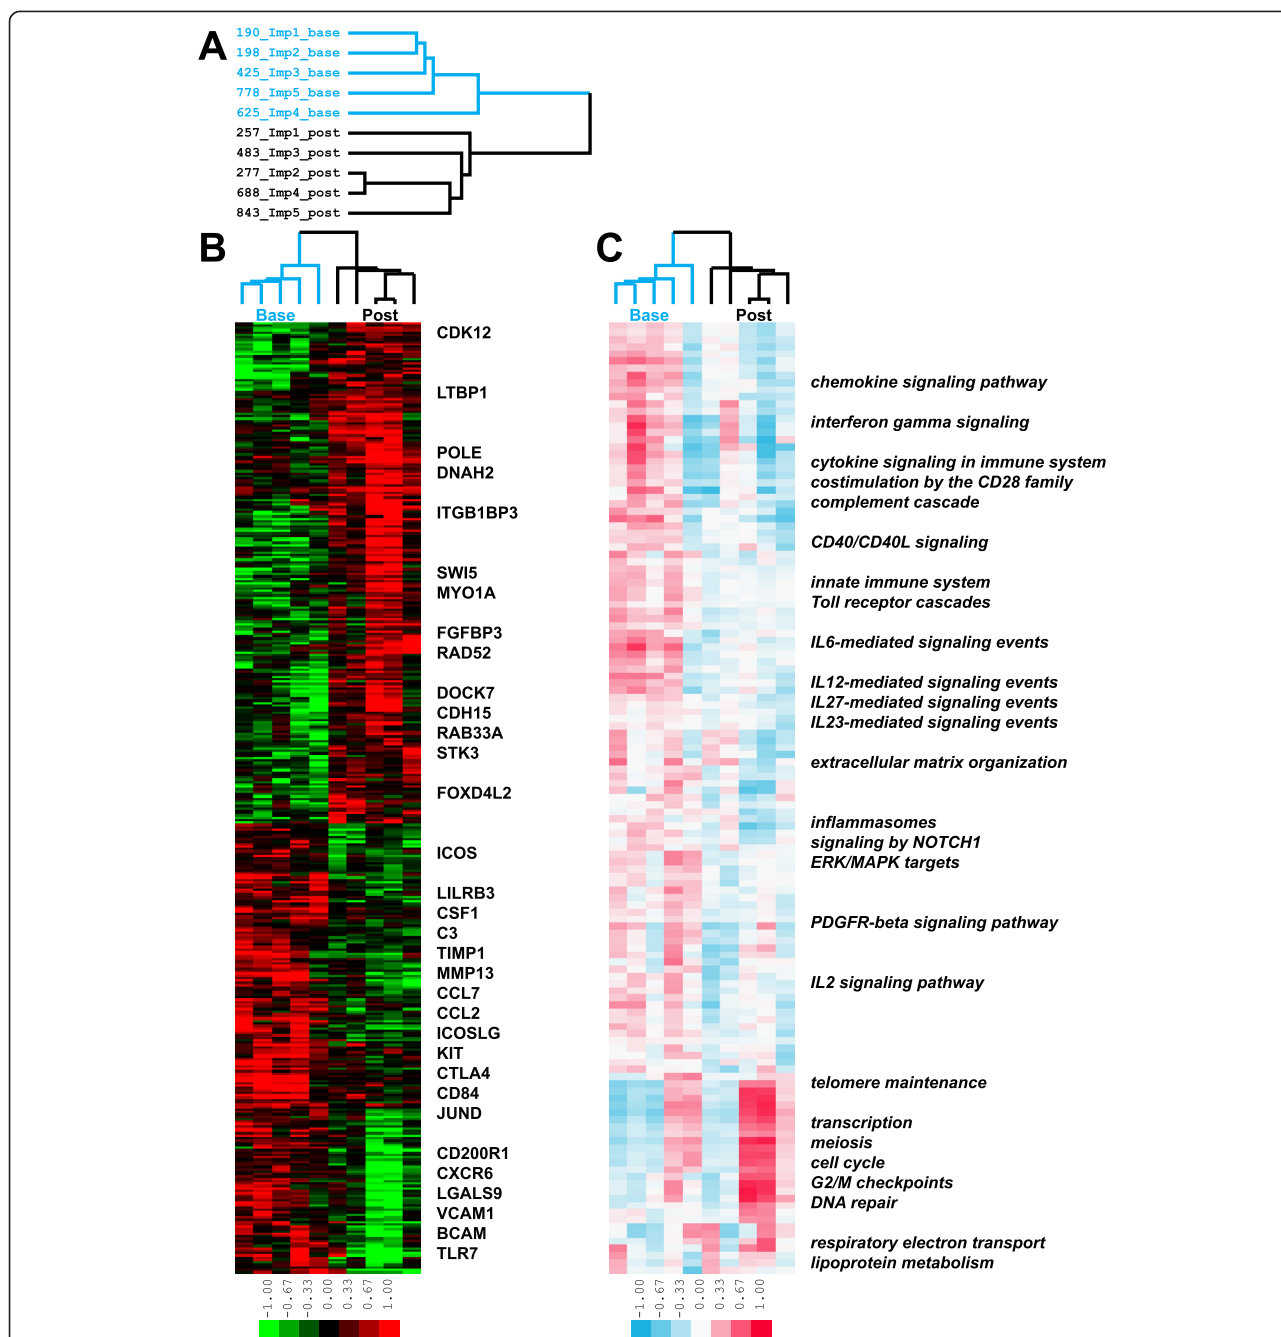 A
190_Imp1_base
198_Imp2_base
425_Imp3_base
778_Imp5_base
625_Imp4_base
257_Imp1_post
483_Imp3_post
277_Imp2_post
688_Imp4_post
843_Imp5_post
B
Base
Post
CDK12
LTBP1
POLE
DNAH2
ITGB1BP3
SWI5
MYO1A
FGFBP3
RAD52
DOCK7
CDH15
RAB33A
STK3
FOXD4L2
ICOS
LILRB3
CSF1
C3
TIMP1
MMP13
CCL7
CCL2
ICOSLG
KIT
CTLA4
CD84
JUND
CD200R1
CXCR6
LGALS9
VCAM1
BCAM
TLR7
-1.00
-0.67
-0.33
0.00
0.33
0.67
1.00
C
Base
Post
chemokine signaling pathway
interferon gamma signaling
cytokine signaling in immune system
costimulation by the CD28 family
complement cascade
CD40/CD40L signaling
innate immune system
Toll receptor cascades
IL6-mediated signaling events
IL12-mediated signaling events
IL27-mediated signaling events
IL23-mediated signaling events
extracellular matrix organization
inflammasomes
signaling by NOTCH1
ERK/MAPK targets
PDGFR-beta signaling pathway
IL2 signaling pathway
telomere maintenance
transcription
meiosis
cell cycle
G2/M checkpoints
DNA repair
respiratory electron transport
lipoprotein metabolism
-1.00
-0.67
-0.33
0.00
0.33
0.67
1.00